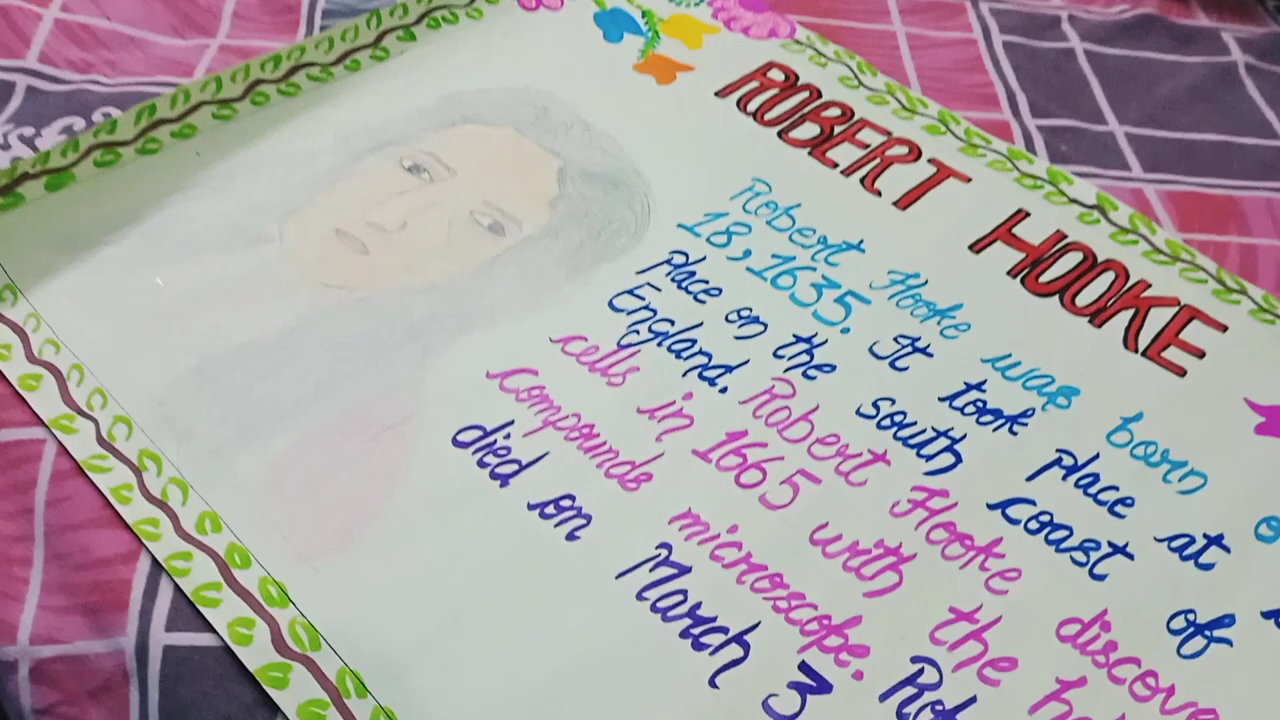 ROBERT HOOKE
Robert Hooke was born
18, 1635. It took place at
place on the south coast of
England. Robert Hooke discove
cells in 1665 with the
compounds microscope. Rob
died on March 3